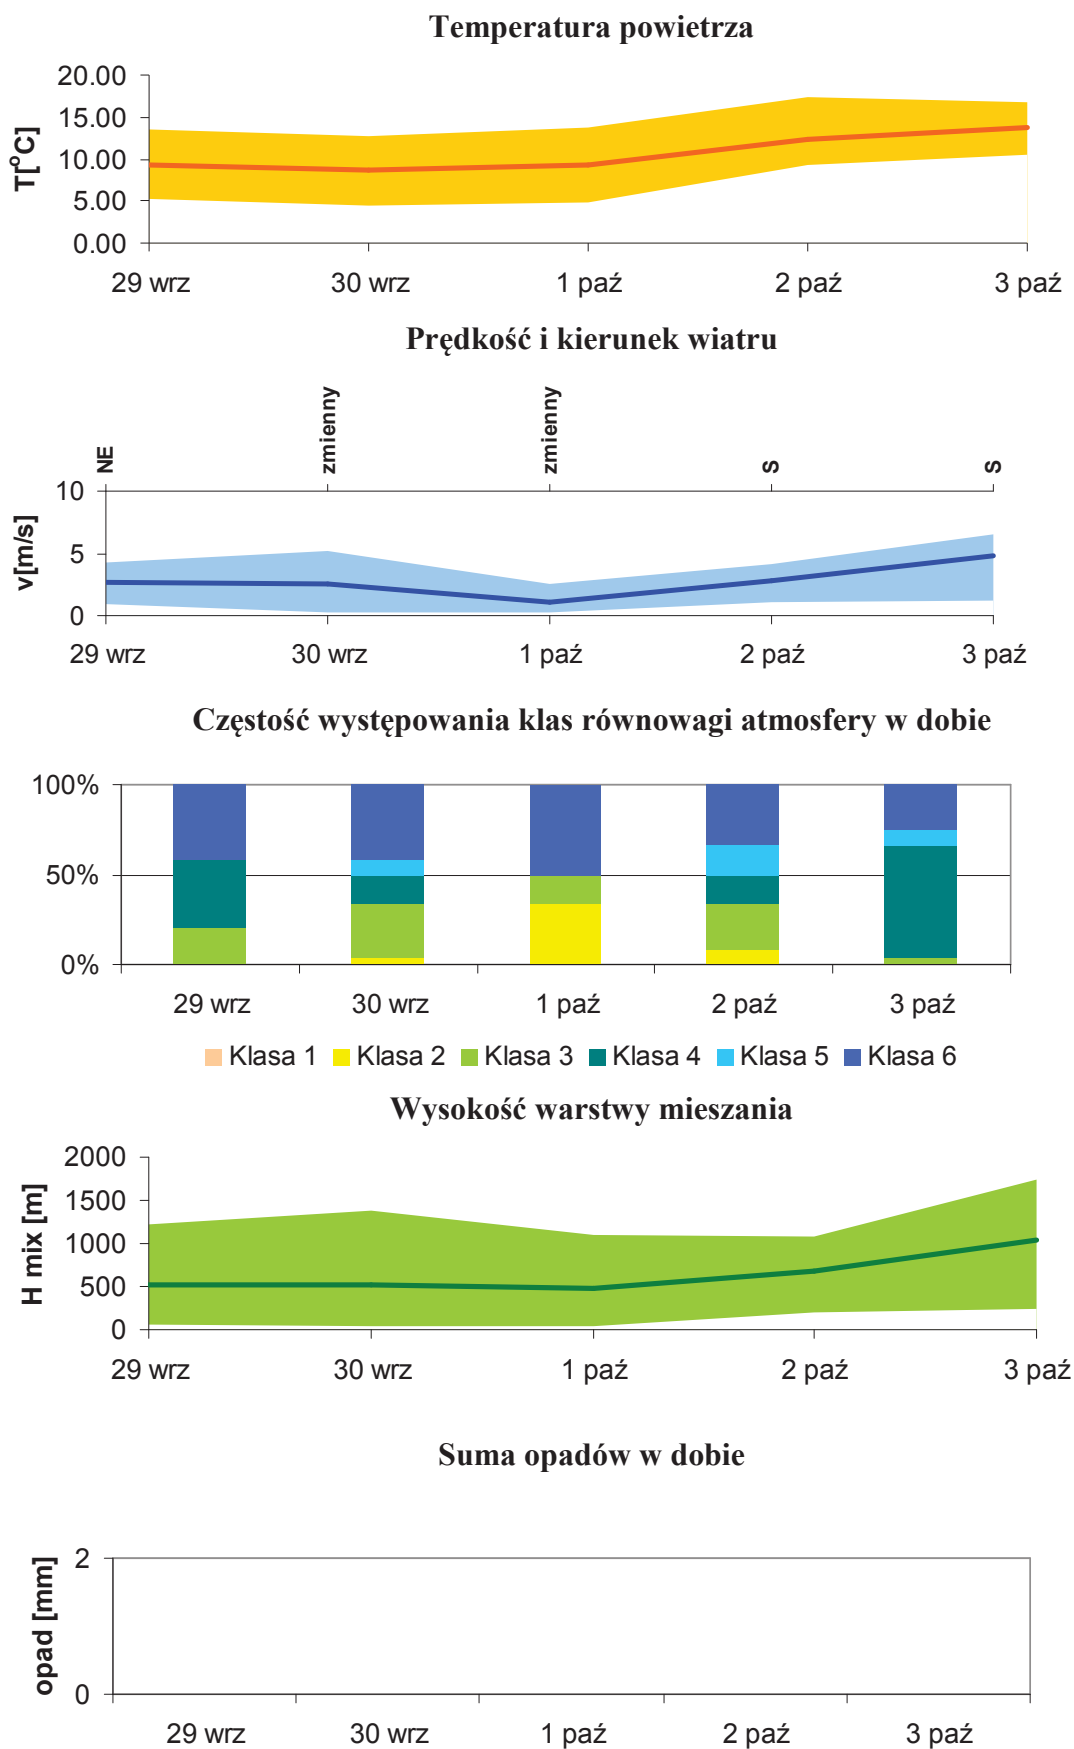 Temperatura powietrza
20.00
15.00
10.00
5.00
0.00
T[°C]
29 wrz 30 wrz 1 paź 2 paź 3 paź
Prędkość i kierunek wiatru
NE zmienny zmienny S S
10
5
0
v[m/s]
29 wrz 30 wrz 1 paź 2 paź 3 paź
Częstość występowania klas równowagi atmosfery w dobie
100%
50%
0%
29 wrz 30 wrz 1 paź 2 paź 3 paź
Klasa 1 Klasa 2 Klasa 3 Klasa 4 Klasa 5 Klasa 6
Wysokość warstwy mieszania
2000
1500
1000
500
0
H mix [m]
29 wrz 30 wrz 1 paź 2 paź 3 paź
Suma opadów w dobie
2
0
opad [mm]
29 wrz 30 wrz 1 paź 2 paź 3 paź